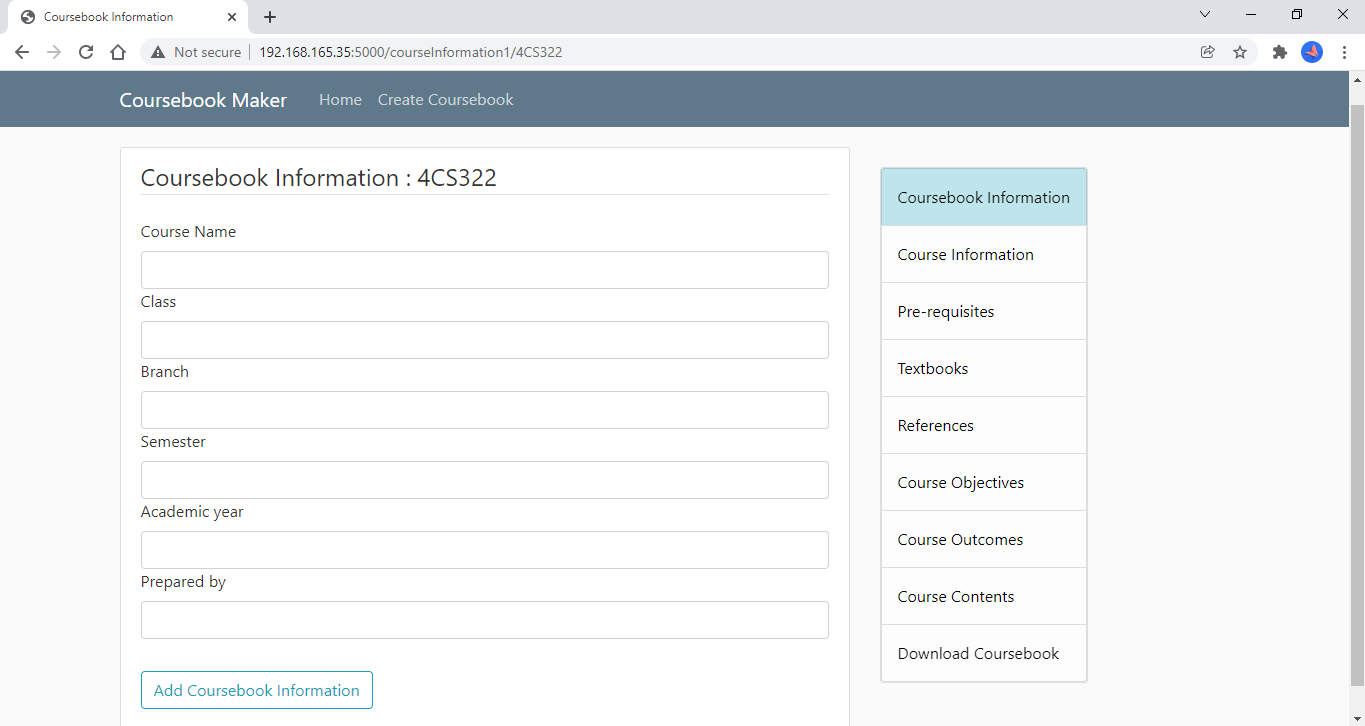 Coursebook Information
Not secure 192.168.165.35:5000/courseInformation1/4CS322
Coursebook Maker Home Create Coursebook
Coursebook Information : 4CS322
Course Name
Class
Branch
Semester
Academic year
Prepared by
Add Coursebook Information
Coursebook Information
Course Information
Pre-requisites
Textbooks
References
Course Objectives
Course Outcomes
Course Contents
Download Coursebook